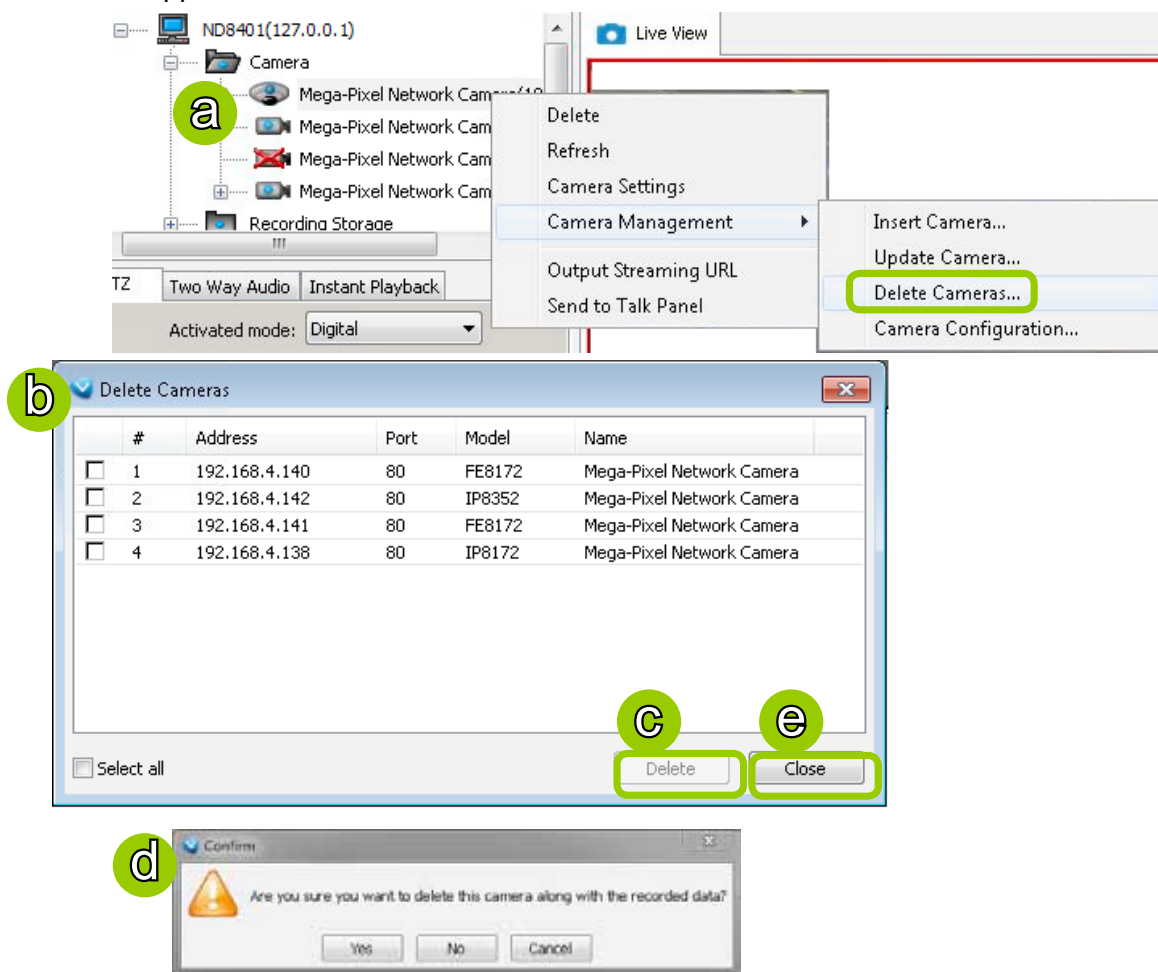 ND8401(127.0.0.1)
Live View
Camera
a
Mega-Pixel Network Camera(19
Mega-Pixel Network Cam
Mega-Pixel Network Cam
Mega-Pixel Network Cam
Recording Storage
Delete
Refresh
Camera Settings
Camera Management
Output Streaming URL
Send to Talk Panel
Insert Camera...
Update Camera...
Delete Cameras...
Camera Configuration...
TZ
Two Way Audio
Instant Playback
Activated mode: Digital
b
Delete Cameras
# Address Port Model Name
1 192.168.4.140 80 FE8172 Mega-Pixel Network Camera
2 192.168.4.142 80 IP8352 Mega-Pixel Network Camera
3 192.168.4.141 80 FE8172 Mega-Pixel Network Camera
4 192.168.4.138 80 IP8172 Mega-Pixel Network Camera
c
e
Select all
Delete
Close
d
Confirm
Are you sure you want to delete this camera along with the recorded data?
Yes No Cancel